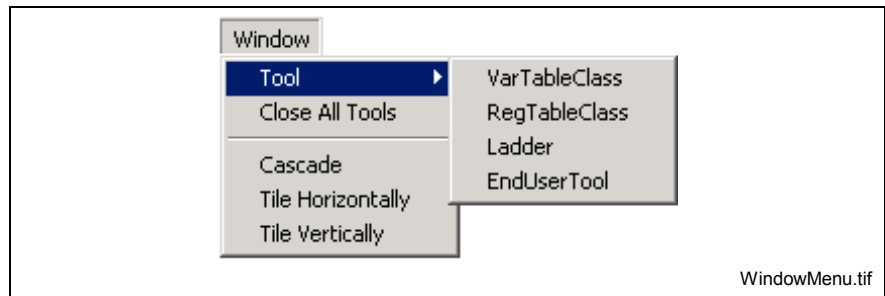 Window
Tool
Close All Tools
Cascade
Tile Horizontally
Tile Vertically
VarTableClass
RegTableClass
Ladder
EndUserTool
WindowMenu.tif